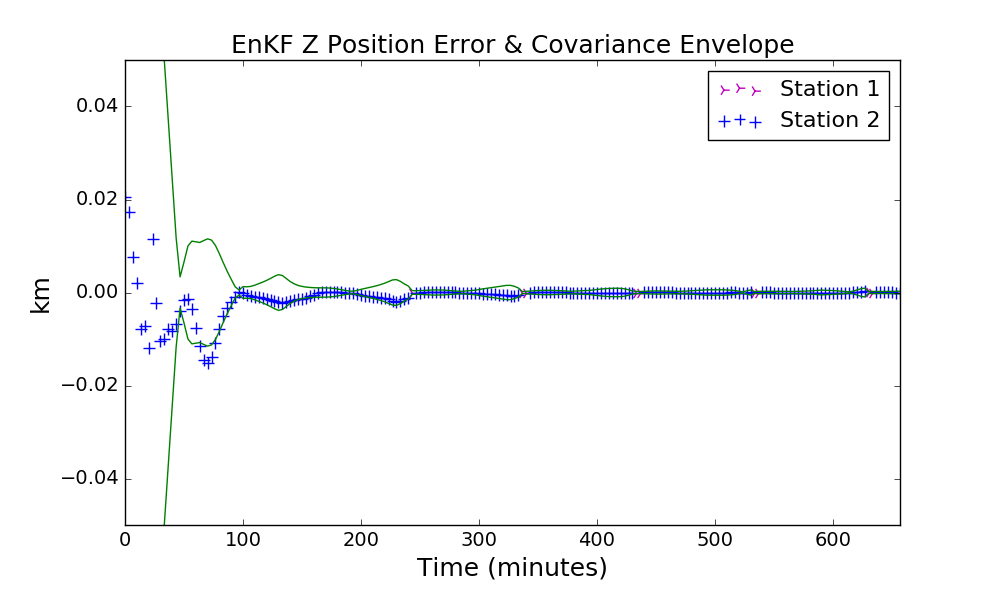 EnKF Z Position Error & Covariance Envelope
Station 1
Station 2
0.04
0.02
0.00
−0.02
−0.04
km
0 100 200 300 400 500 600
Time (minutes)